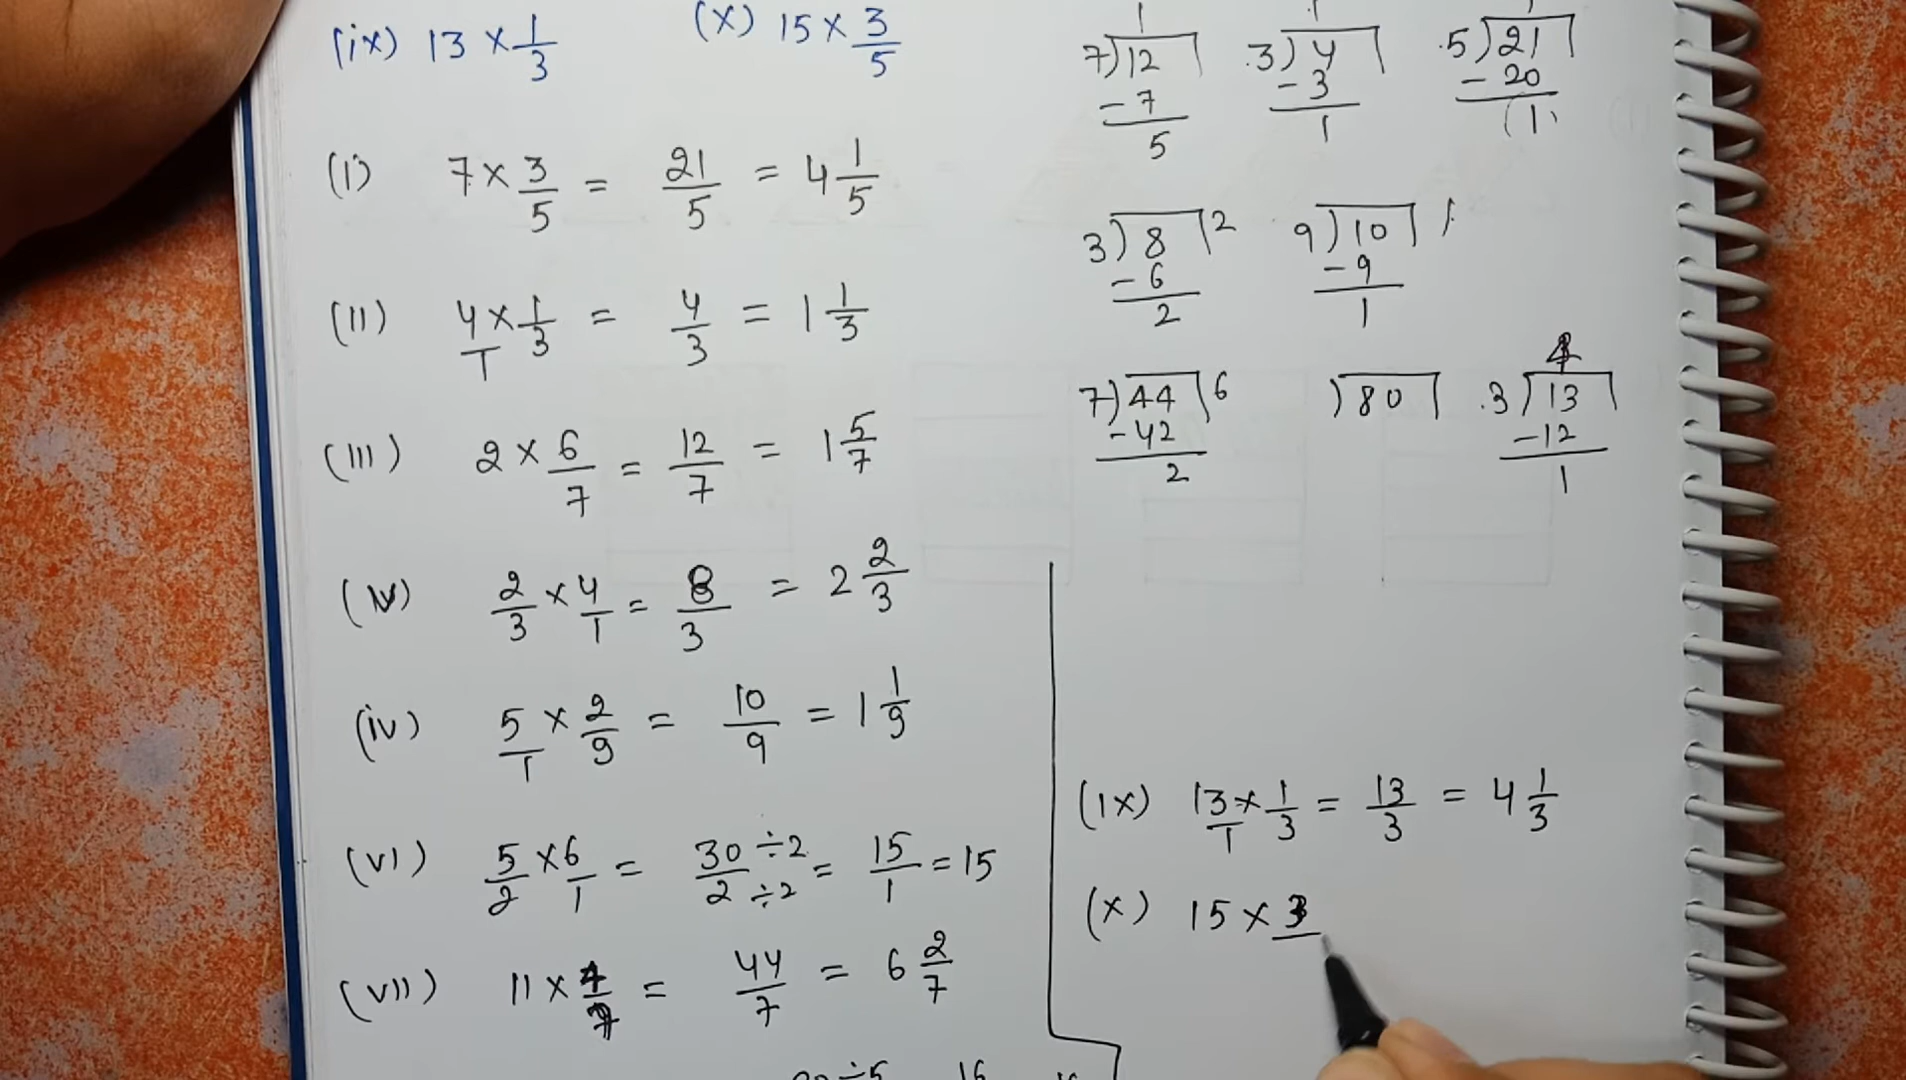 (ix) 13 × 1/3 (x) 15 × 3/5
(i) 7 × 3/5 = 21/5 = 4 1/5
(ii) 4/1 × 1/3 = 4/3 = 1 1/3
(iii) 2 × 6/7 = 12/7 = 1 5/7
(iv) 2/3 × 4/1 = 8/3 = 2 2/3
(iv) 5/1 × 2/9 = 10/9 = 1 1/9
(vi) 5/2 × 6/1 = 30÷2/2÷2 = 15/1 = 15
(vii) 11 × 4/7 = 44/7 = 6 2/7
÷5 16
1 1 1
7)12 3)4 5)21
-7 -3 -20
5 1 1
3)8 2 9)10 1
-6 -9
2 1
4
7)44 6 )80 3)13
-42 -12
2 1
(ix) 13/1 × 1/3 = 13/3 = 4 1/3
(x) 15 × 3